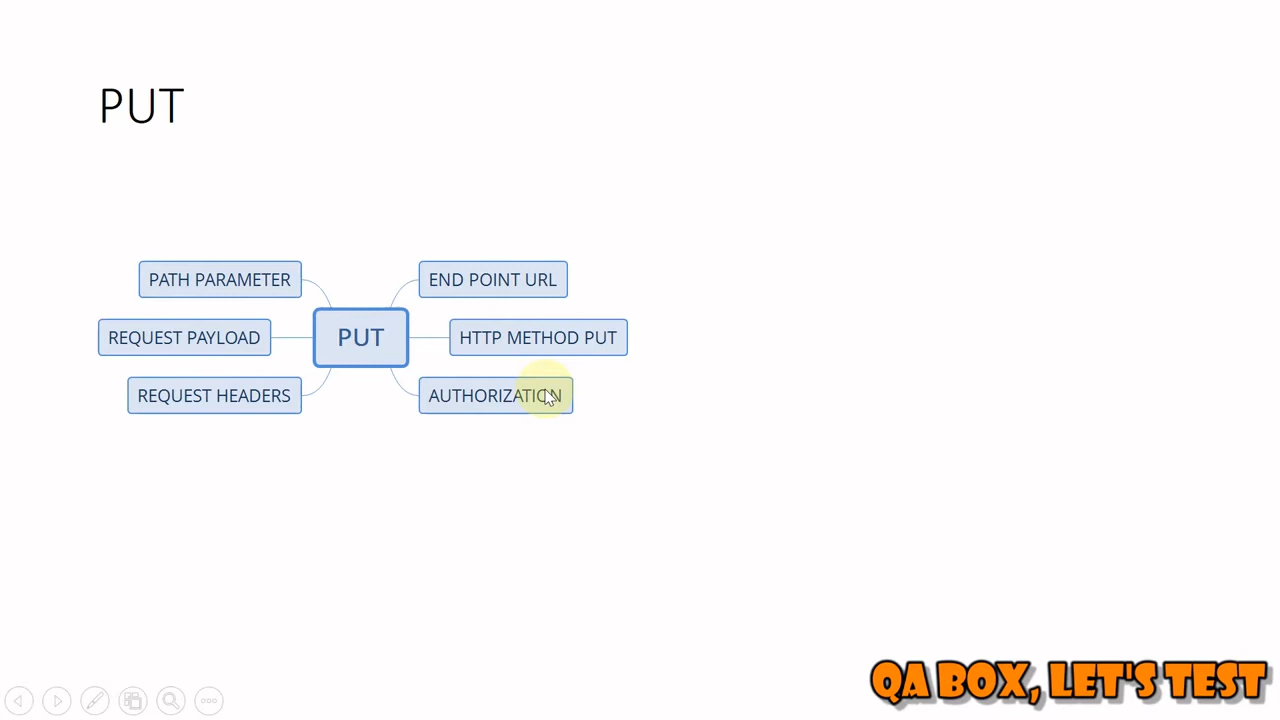 PUT
PATH PARAMETER
END POINT URL
REQUEST PAYLOAD
PUT
HTTP METHOD PUT
REQUEST HEADERS
AUTHORIZATION
QA BOX, LET'S TEST